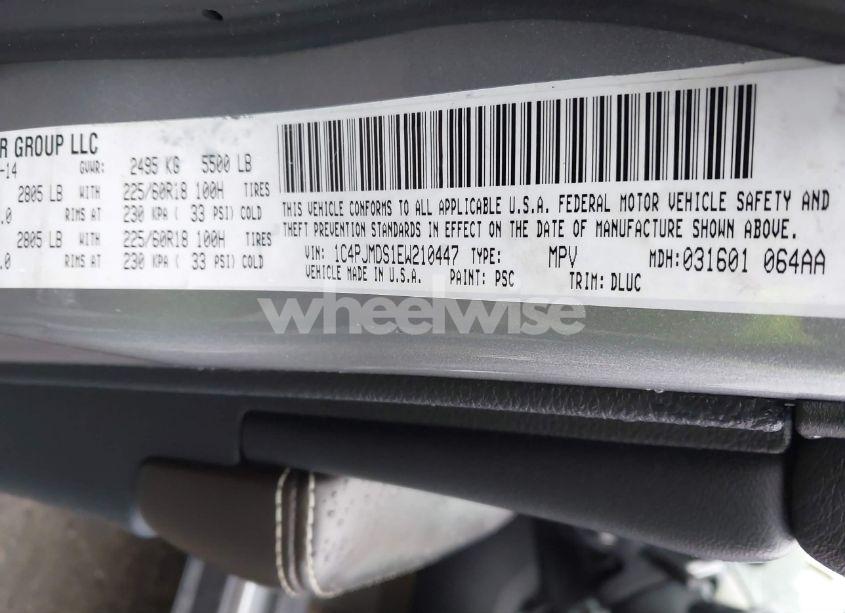 R GROUP LLC
-14 GVWR: 2495 KG 5500 LB
2805 LB WITH 225/60R18 100H TIRES
.0 RIMS AT 230 KPA ( 33 PSI) COLD
2805 LB WITH 225/60R18 100H TIRES
.0 RIMS AT 230 KPA ( 33 PSI) COLD
THIS VEHICLE CONFORMS TO ALL APPLICABLE U.S.A. FEDERAL MOTOR VEHICLE SAFETY AND
THEFT PREVENTION STANDARDS IN EFFECT ON THE DATE OF MANUFACTURE SHOWN ABOVE.
VIN: 1C4PJMDS1EW210447 TYPE: MPV MDH:031601 064AA
VEHICLE MADE IN U.S.A. PAINT: PSC TRIM: DLUC
wheelwise